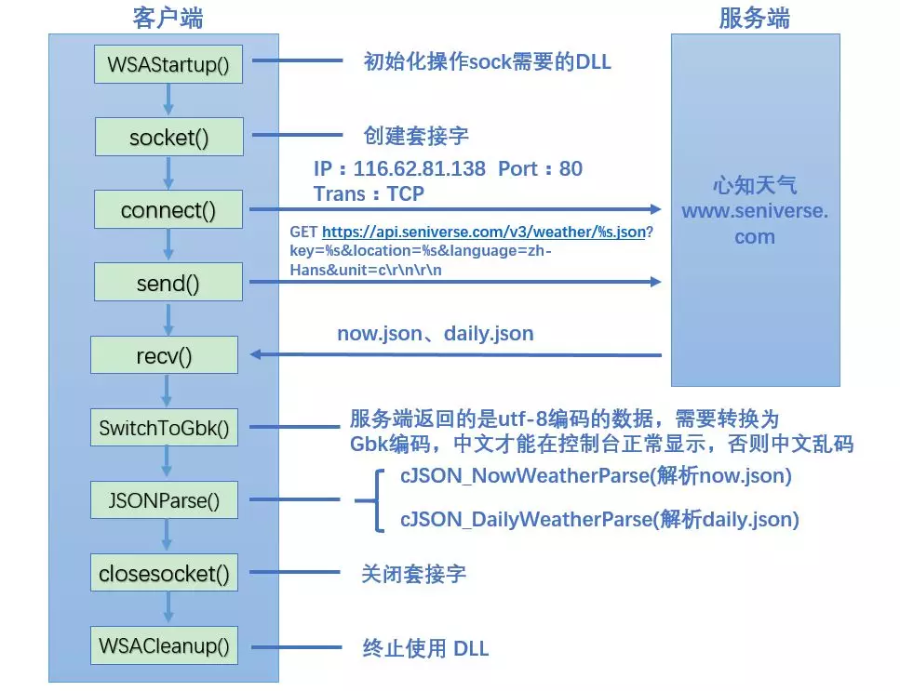 客户端
服务端
WSAStartup()
初始化操作sock需要的DLL
socket()
创建套接字
IP：116.62.81.138 Port：80
Trans：TCP
connect()
心知天气
www.seniverse.
com
GET https://api.seniverse.com/v3/weather/%s.json?
key=%s&location=%s&language=zh-
Hans&unit=c\r\n\r\n
send()
now.json、daily.json
recv()
服务端返回的是utf-8编码的数据，需要转换为
Gbk编码，中文才能在控制台正常显示，否则中文乱码
SwitchToGbk()
cJSON_NowWeatherParse(解析now.json)
JSONParse()
cJSON_DailyWeatherParse(解析daily.json)
closesocket()
关闭套接字
WSACleanup()
终止使用 DLL